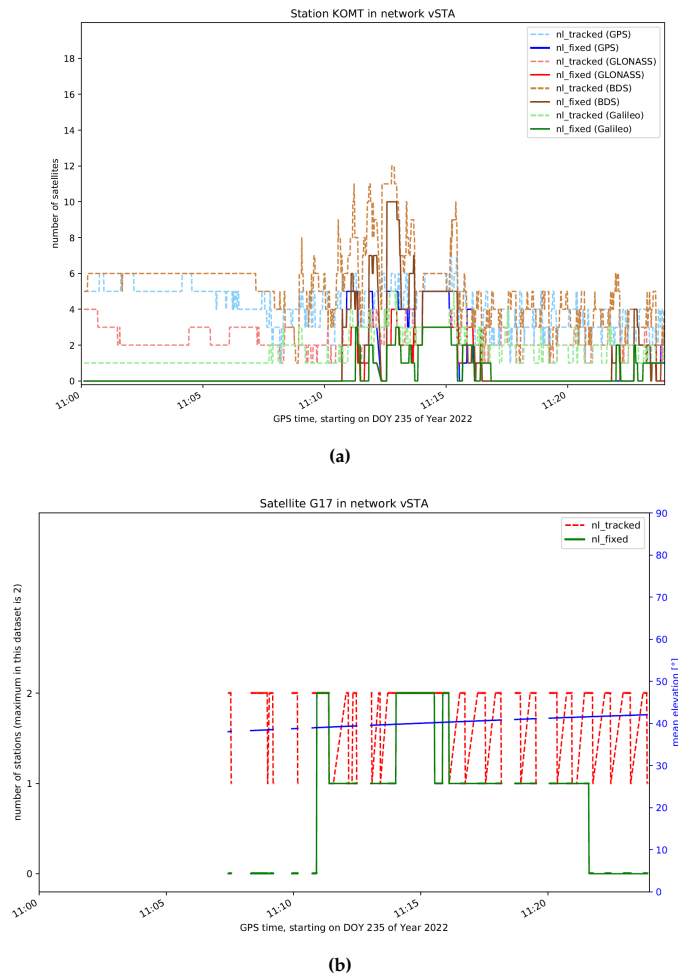 Station KOMT in network vSTA
number of satellites
20
18
16
14
12
10
8
6
4
2
0
nl_tracked (GPS)
nl_fixed (GPS)
nl_tracked (GLONASS)
nl_fixed (GLONASS)
nl_tracked (BDS)
nl_fixed (BDS)
nl_tracked (Galileo)
nl_fixed (Galileo)
11:00
11:05
11:10
11:15
11:20
GPS time, starting on DOY 235 of Year 2022
(a)
Satellite G17 in network vSTA
number of stations (maximum in this dataset is 2)
2
1
0
nl_tracked
nl_fixed
90
80
70
60
50
40
30
20
10
0
mean elevation [°]
11:00
11:05
11:10
11:15
11:20
GPS time, starting on DOY 235 of Year 2022
(b)